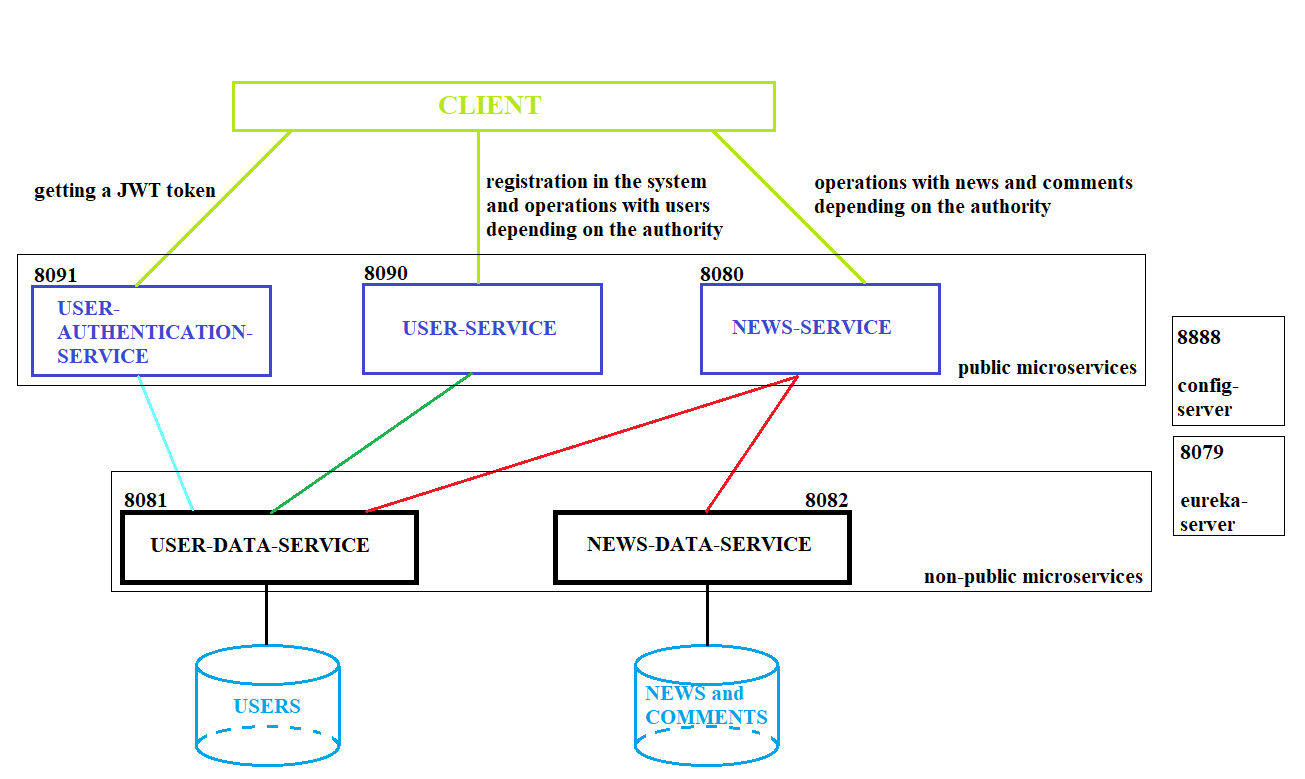 CLIENT
getting a JWT token
registration in the system
and operations with users
depending on the authority
operations with news and comments
depending on the authority
8091
USER-
AUTHENTICATION-
SERVICE
8090
USER-SERVICE
8080
NEWS-SERVICE
public microservices
8888
config-
server
8079
eureka-
server
8081
USER-DATA-SERVICE
8082
NEWS-DATA-SERVICE
non-public microservices
USERS
NEWS and
COMMENTS